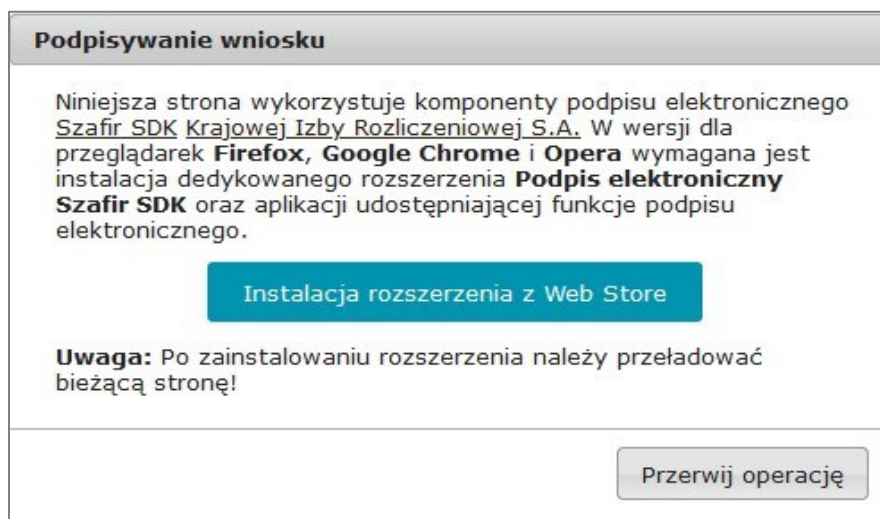 Podpisywanie wniosku
Niniejsza strona wykorzystuje komponenty podpisu elektronicznego
Szafir SDK Krajowej Izby Rozliczeniowej S.A. W wersji dla
przeglądarek Firefox, Google Chrome i Opera wymagana jest
instalacja dedykowanego rozszerzenia Podpis elektroniczny
Szafir SDK oraz aplikacji udostępniającej funkcje podpisu
elektronicznego.
Instalacja rozszerzenia z Web Store
Uwaga: Po zainstalowaniu rozszerzenia należy przeładować
bieżącą stronę!
Przerwij operację